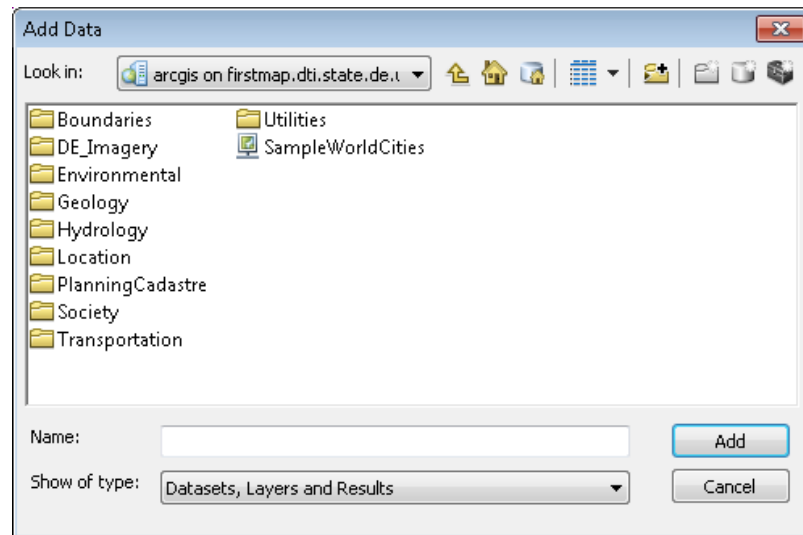 Add Data
Look in: arcgis on firstmap.dti.state.de.u
Boundaries
DE_Imagery
Environmental
Geology
Hydrology
Location
PlanningCadastre
Society
Transportation
Utilities
SampleWorldCities
Name:
Add
Show of type: Datasets, Layers and Results
Cancel